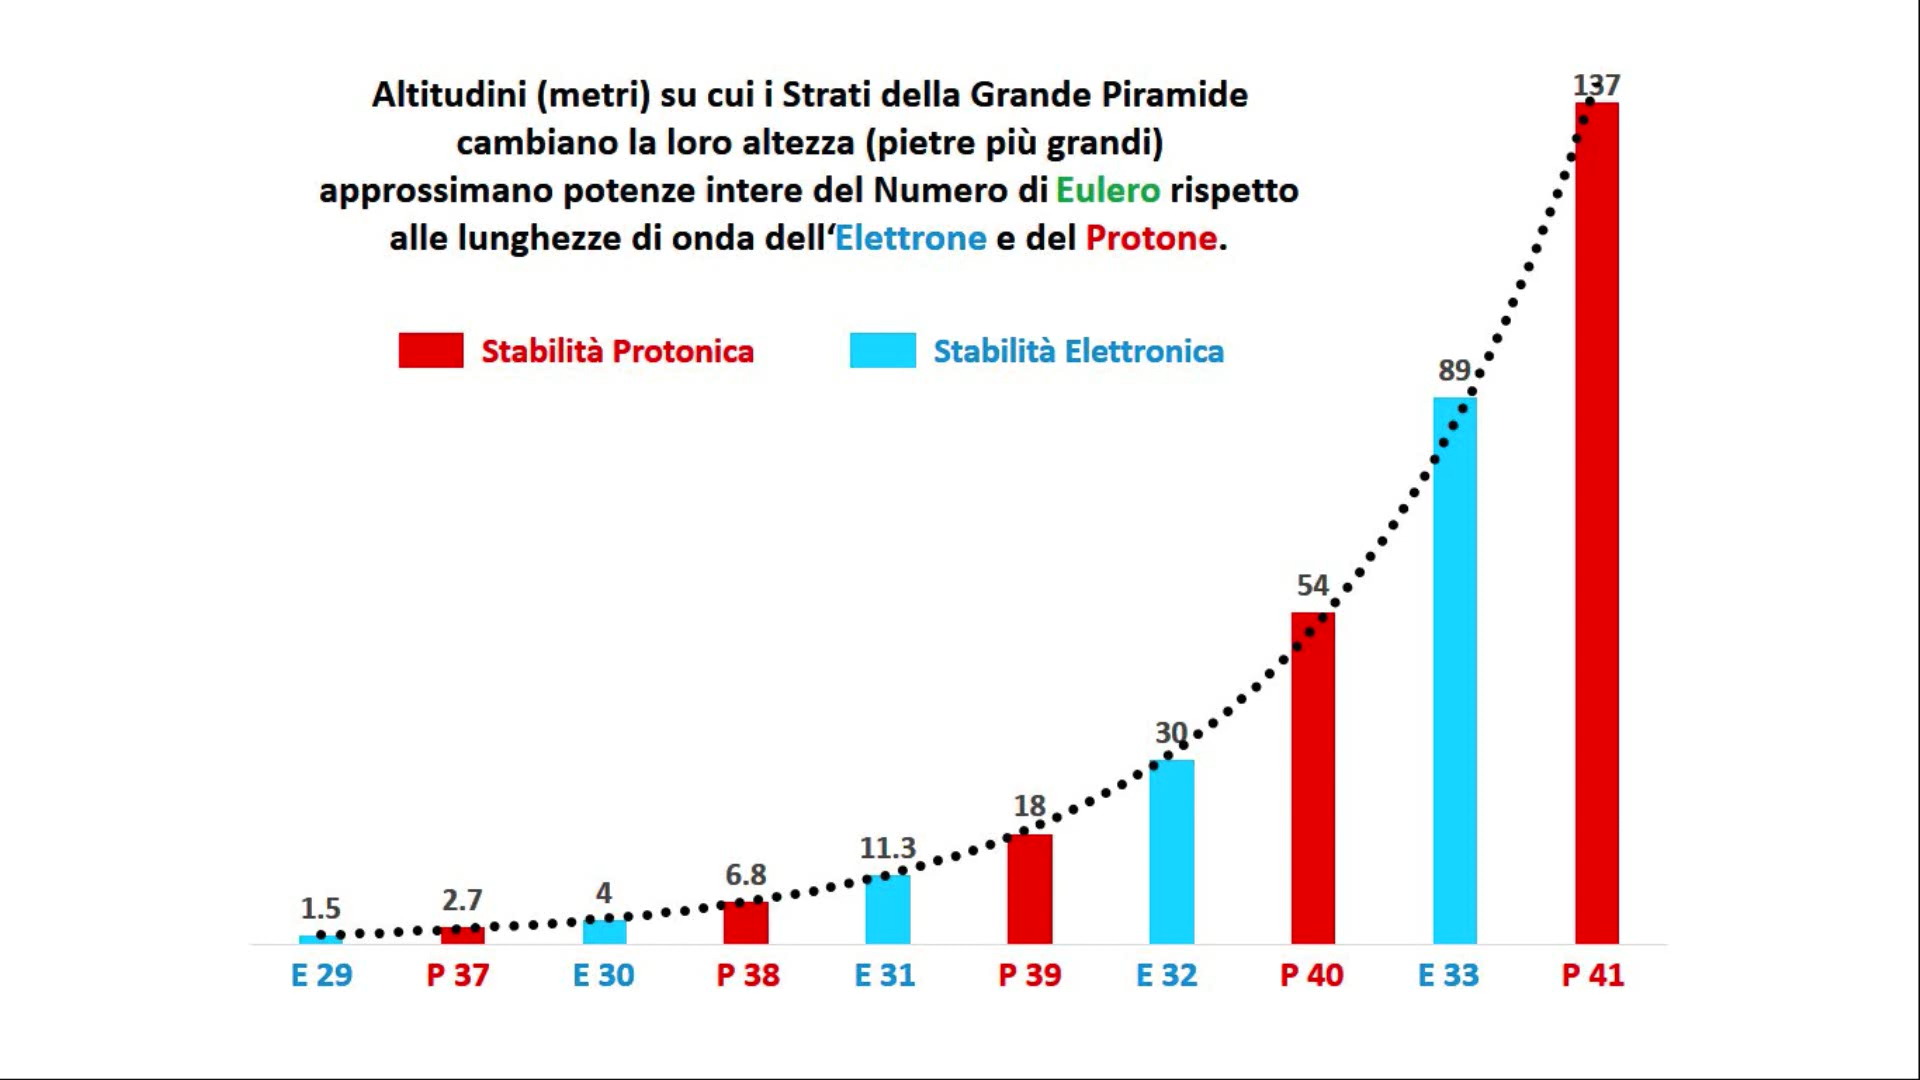 Altitudini (metri) su cui i Strati della Grande Piramide
cambiano la loro altezza (pietre più grandi)
approssimano potenze intere del Numero di Eulero rispetto
alle lunghezze di onda dell‘Elettrone e del Protone.
Stabilità Protonica
Stabilità Elettronica
1.5
2.7
4
6.8
11.3
18
30
54
89
137
E 29
P 37
E 30
P 38
E 31
P 39
E 32
P 40
E 33
P 41